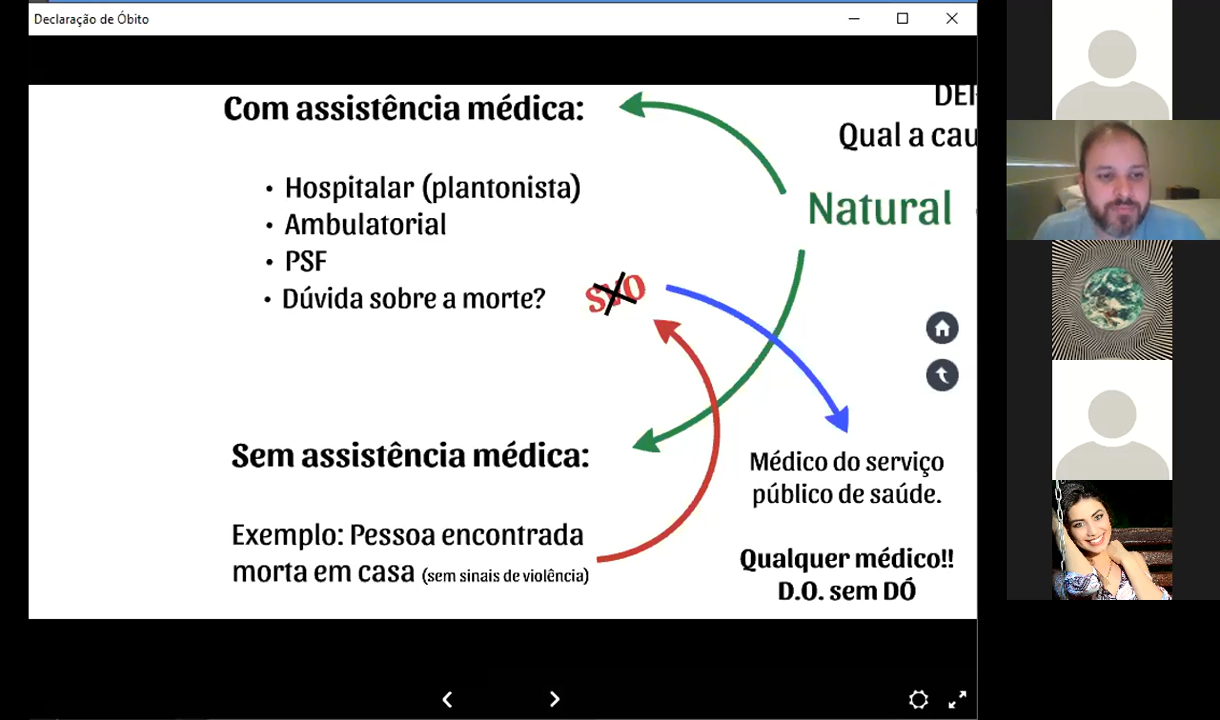 Declaração de Óbito
Com assistência médica:
• Hospitalar (plantonista)
• Ambulatorial
• PSF
• Dúvida sobre a morte?
SVO
Qual a cau
Natural
Sem assistência médica:
Exemplo: Pessoa encontrada
morta em casa (sem sinais de violência)
Médico do serviço
público de saúde.
Qualquer médico!!
D.O. sem DÓ